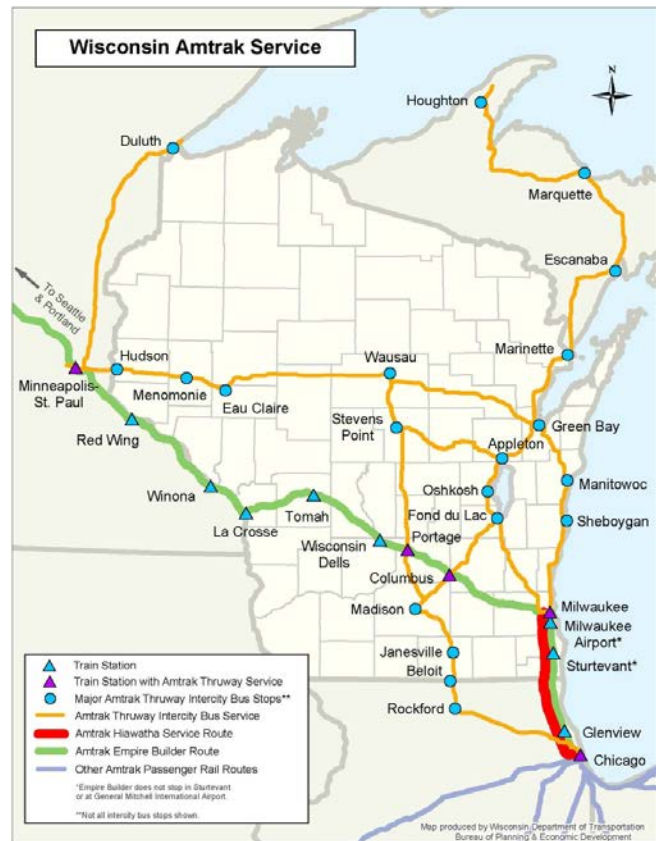 Wisconsin Amtrak Service
N
Houghton
Duluth
Marquette
Escanaba
To Seattle
& Portland
Marinette
Hudson
Wausau
Minneapolis-
St. Paul
Menomonie
Eau Claire
Green Bay
Stevens
Point
Red Wing
Appleton
Manitowoc
Oshkosh
Winona
Fond du Lac
Sheboygan
Tomah
La Crosse
Portage
Wisconsin
Dells
Columbus
Madison
Milwaukee
Milwaukee
Airport*
Janesville
Sturtevant*
Beloit
Rockford
Glenview
Chicago
Train Station
Train Station with Amtrak Thruway Service
Major Amtrak Thruway Intercity Bus Stops**
Amtrak Thruway Intercity Bus Service
Amtrak Hiawatha Service Route
Amtrak Empire Builder Route
Other Amtrak Passenger Rail Routes
*Empire Builder does not stop in Sturtevant
or at General Mitchell International Airport.
**Not all intercity bus stops shown.
Map produced by Wisconsin Department of Transportation
Bureau of Planning & Economic Development